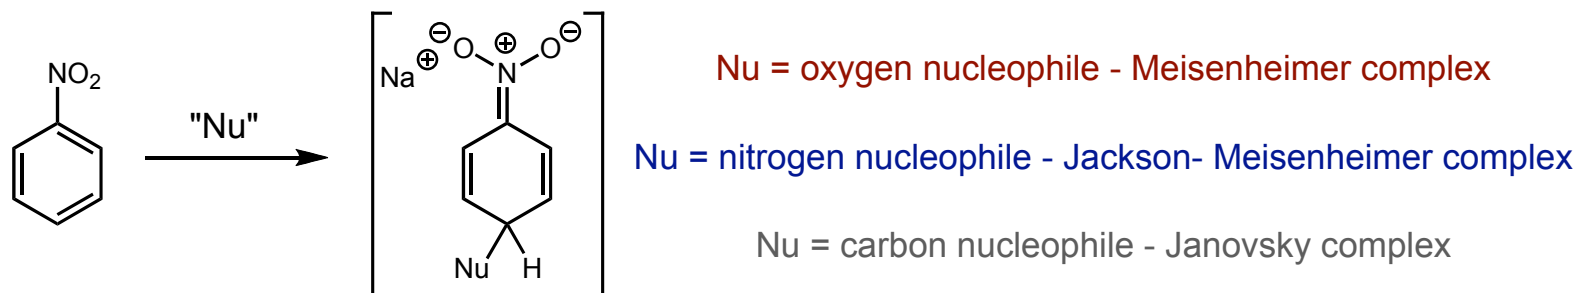 NO₂
"Nu"
Na⊕
⊖O
N⊕
O⊖
Nu
H
Nu = oxygen nucleophile - Meisenheimer complex
Nu = nitrogen nucleophile - Jackson- Meisenheimer complex
Nu = carbon nucleophile - Janovsky complex